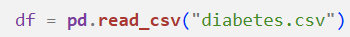 df = pd.read_csv("diabetes.csv")